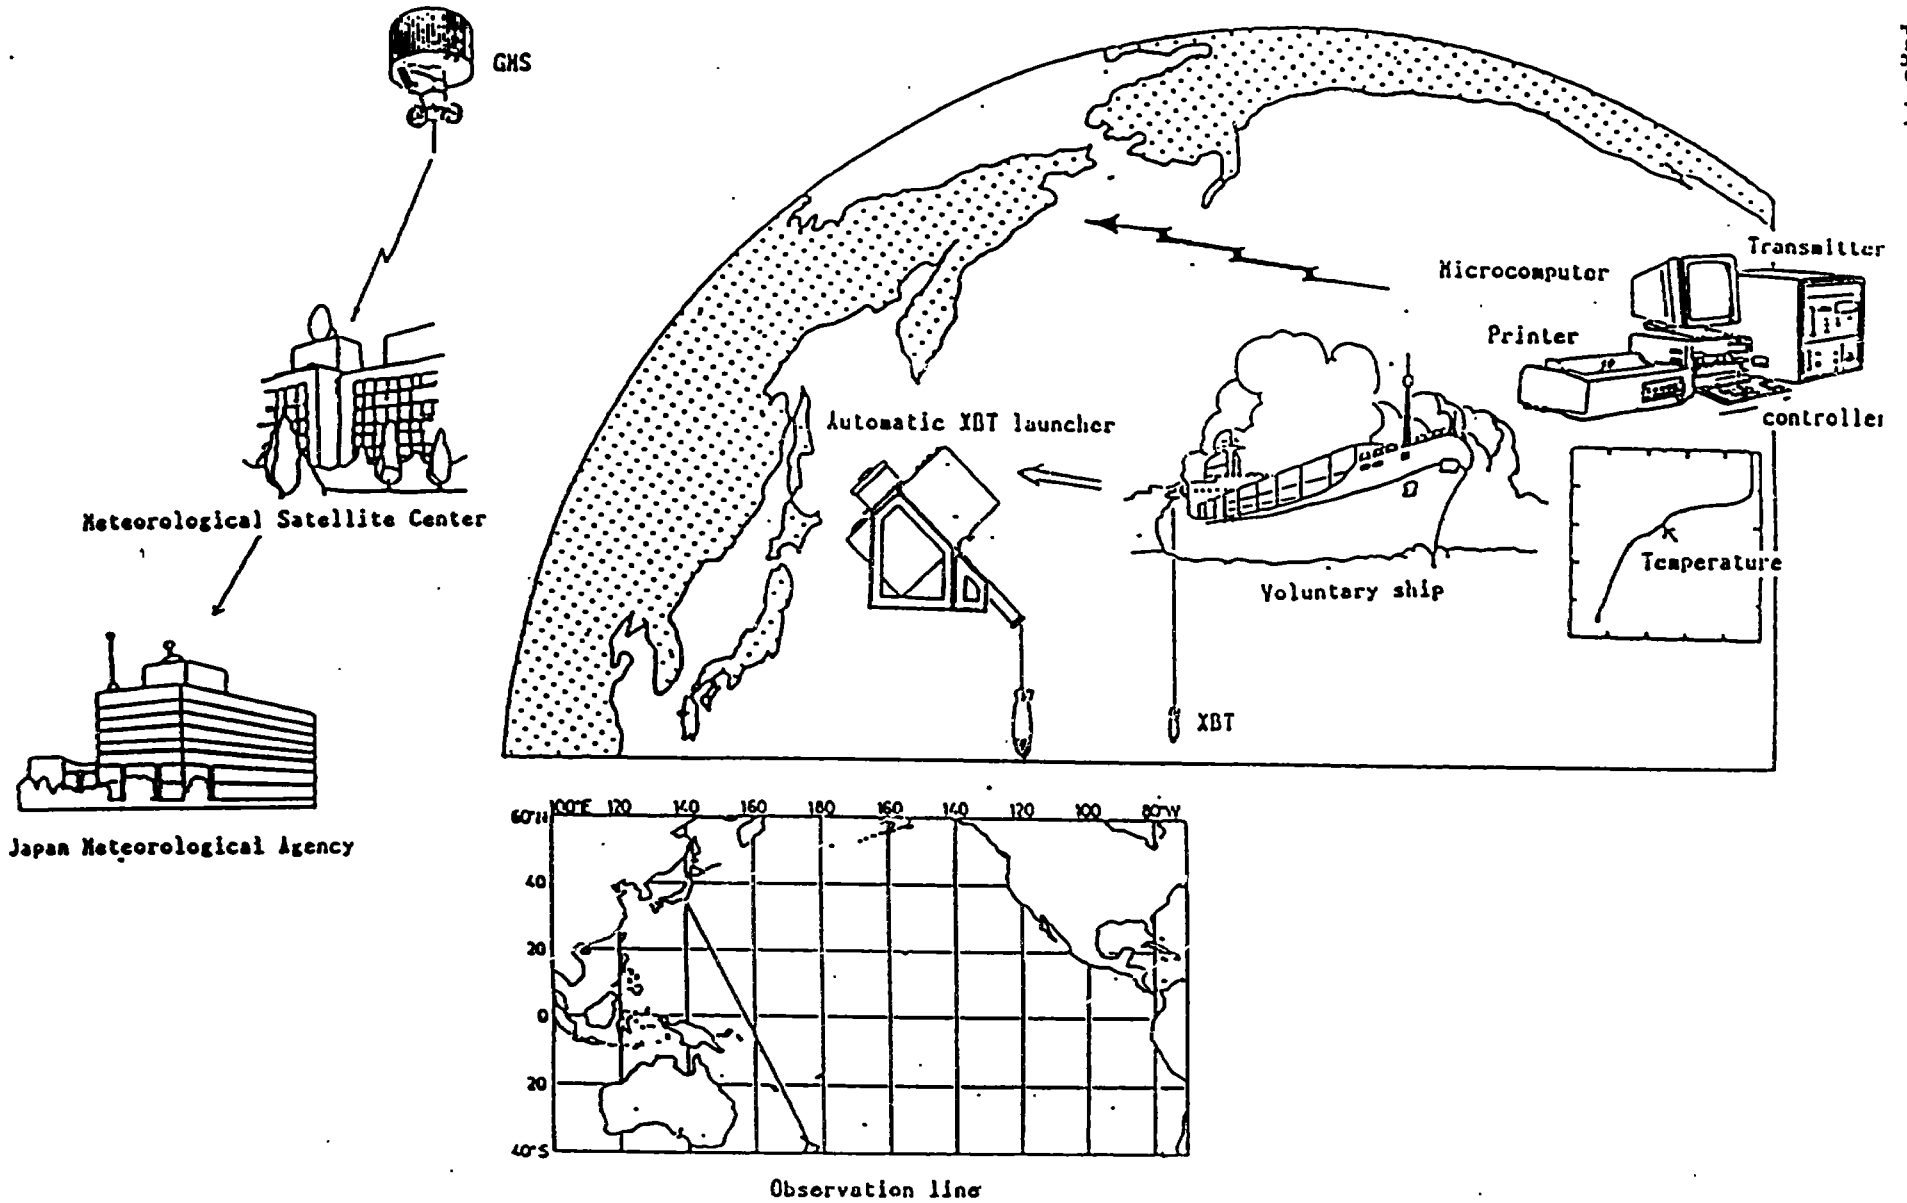 GMS
Transmitter
Microcomputer
Printer
controller
Automatic XBT launcher
Meteorological Satellite Center
Temperature
Voluntary ship
XBT
Japan Meteorological Agency
100°E 120 140 160 180 160 140 120 100 80°W
60°N
40
20
0
20
40°S
Observation line